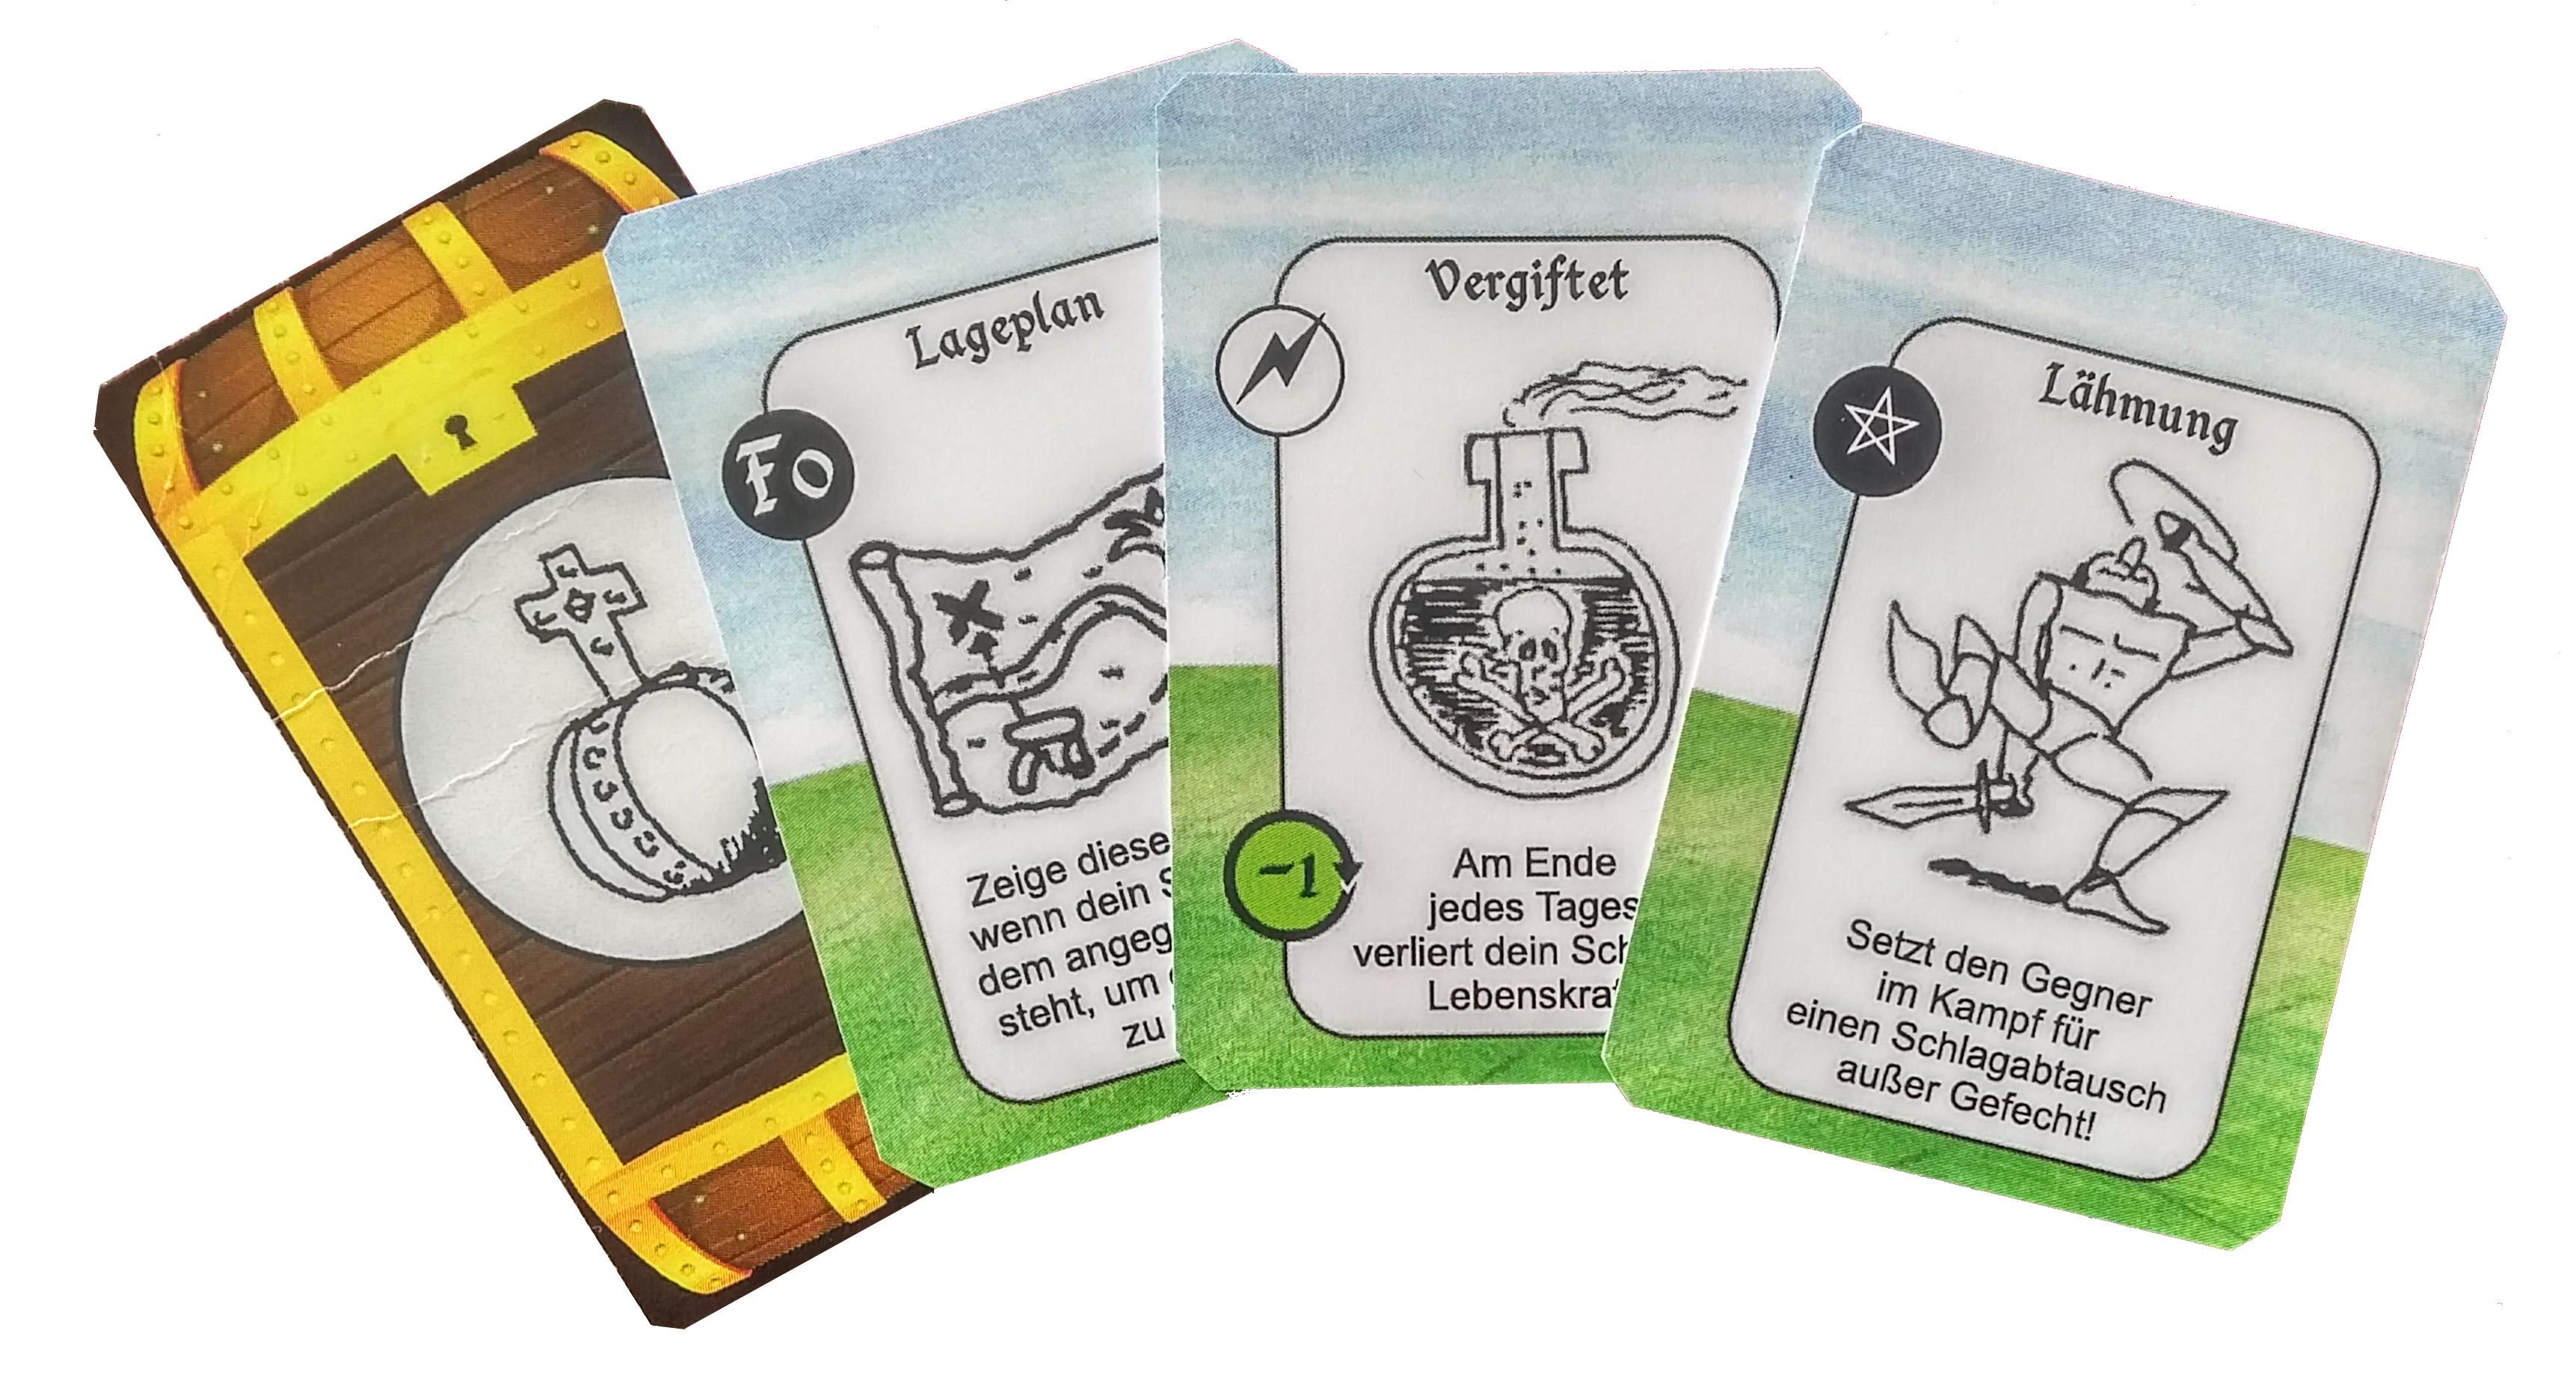 Lageplan
Fo
Zeige diese
wenn dein
dem angeg
steht, um
zu
Vergiftet
-1
Am Ende
jedes Tages
verliert dein Sch
Lebenskra
Lähmung
Setzt den Gegner
im Kampf für
einen Schlagabtausch
außer Gefecht!